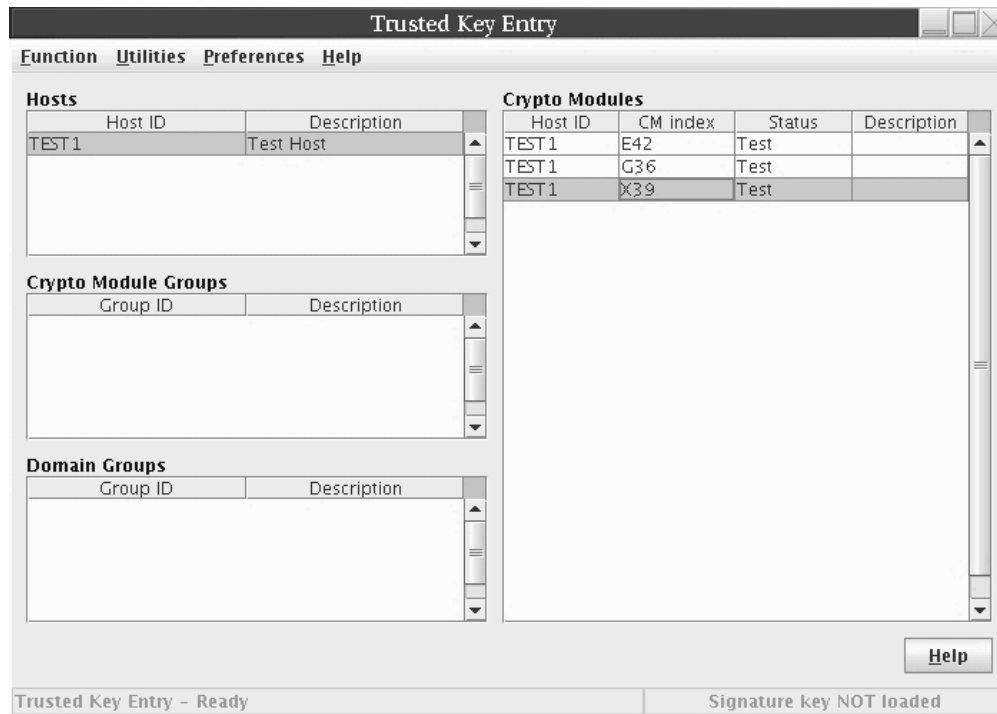 Trusted Key Entry
Function Utilities Preferences Help
Hosts
Host ID Description
TEST1 Test Host
Crypto Module Groups
Group ID Description
Domain Groups
Group ID Description
Crypto Modules
Host ID CM index Status Description
TEST1 E42 Test
TEST1 G36 Test
TEST1 X39 Test
Help
Trusted Key Entry - Ready
Signature key NOT loaded